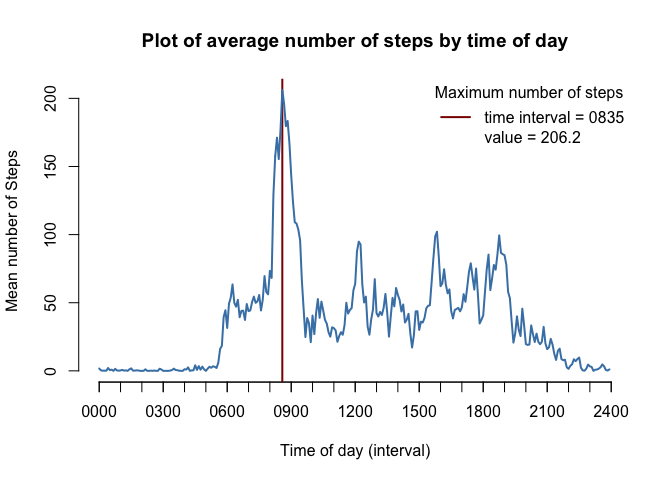 Plot of average number of steps by time of day
Maximum number of steps
time interval = 0835
value = 206.2
Mean number of Steps
200
150
100
50
0
0000 0300 0600 0900 1200 1500 1800 2100 2400
Time of day (interval)